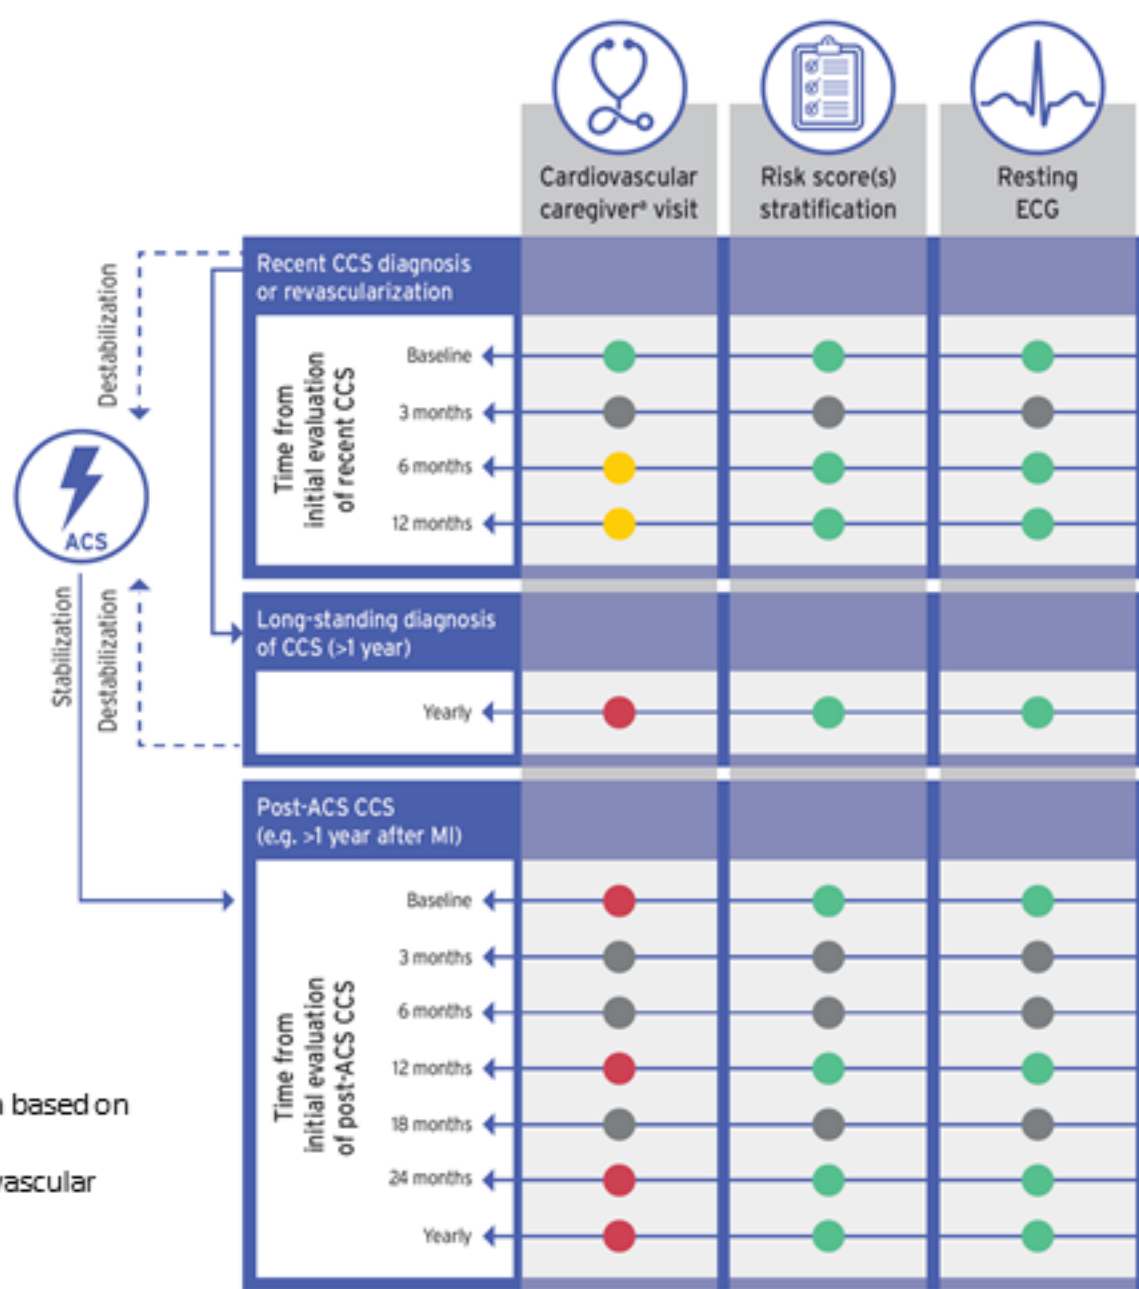 Cardiovascular
caregiverª visit
Risk score(s)
stratification
Resting
ECG
Recent CCS diagnosis
or revascularization
Time from
initial evaluation
of recent CCS
Baseline
3 months
6 months
12 months
Destabilization
ACS
Stabilization
Destabilization
Long-standing diagnosis
of CCS (>1 year)
Yearly
Post-ACS CCS
(e.g. >1 year after MI)
Time from
initial evaluation
of post-ACS CCS
Baseline
3 months
6 months
12 months
18 months
24 months
Yearly
based on
vascular